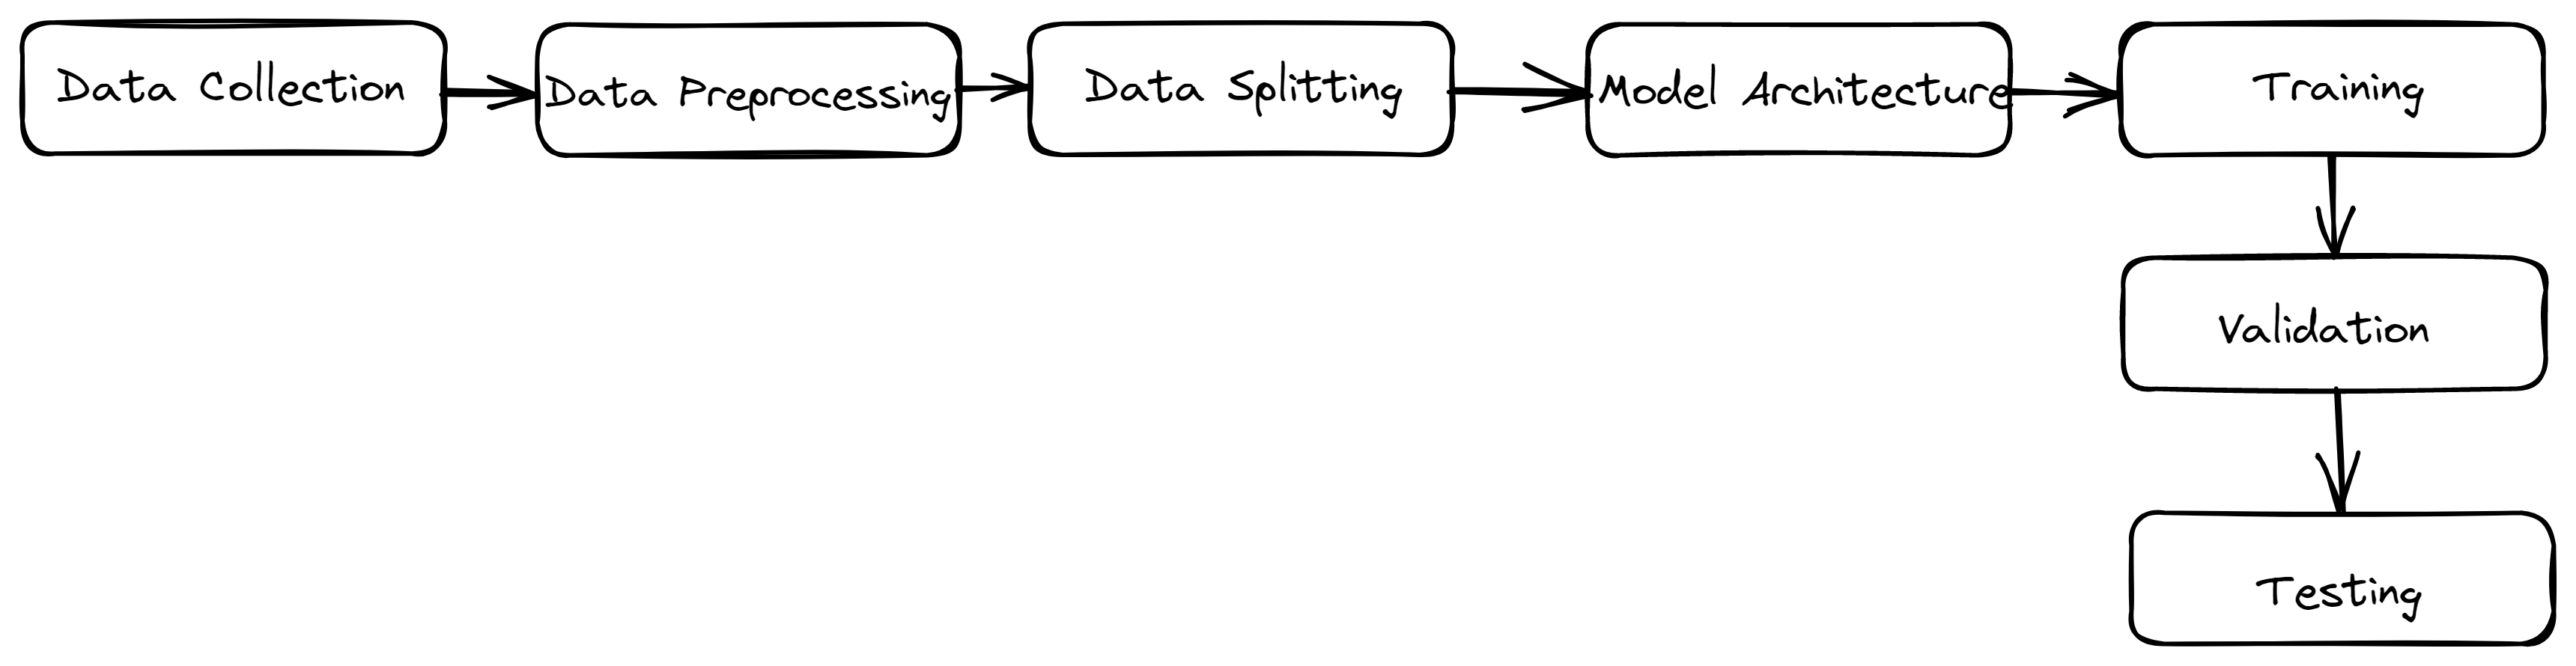 Data Collection
Data Preprocessing
Data Splitting
Model Architecture
Training
Validation
Testing